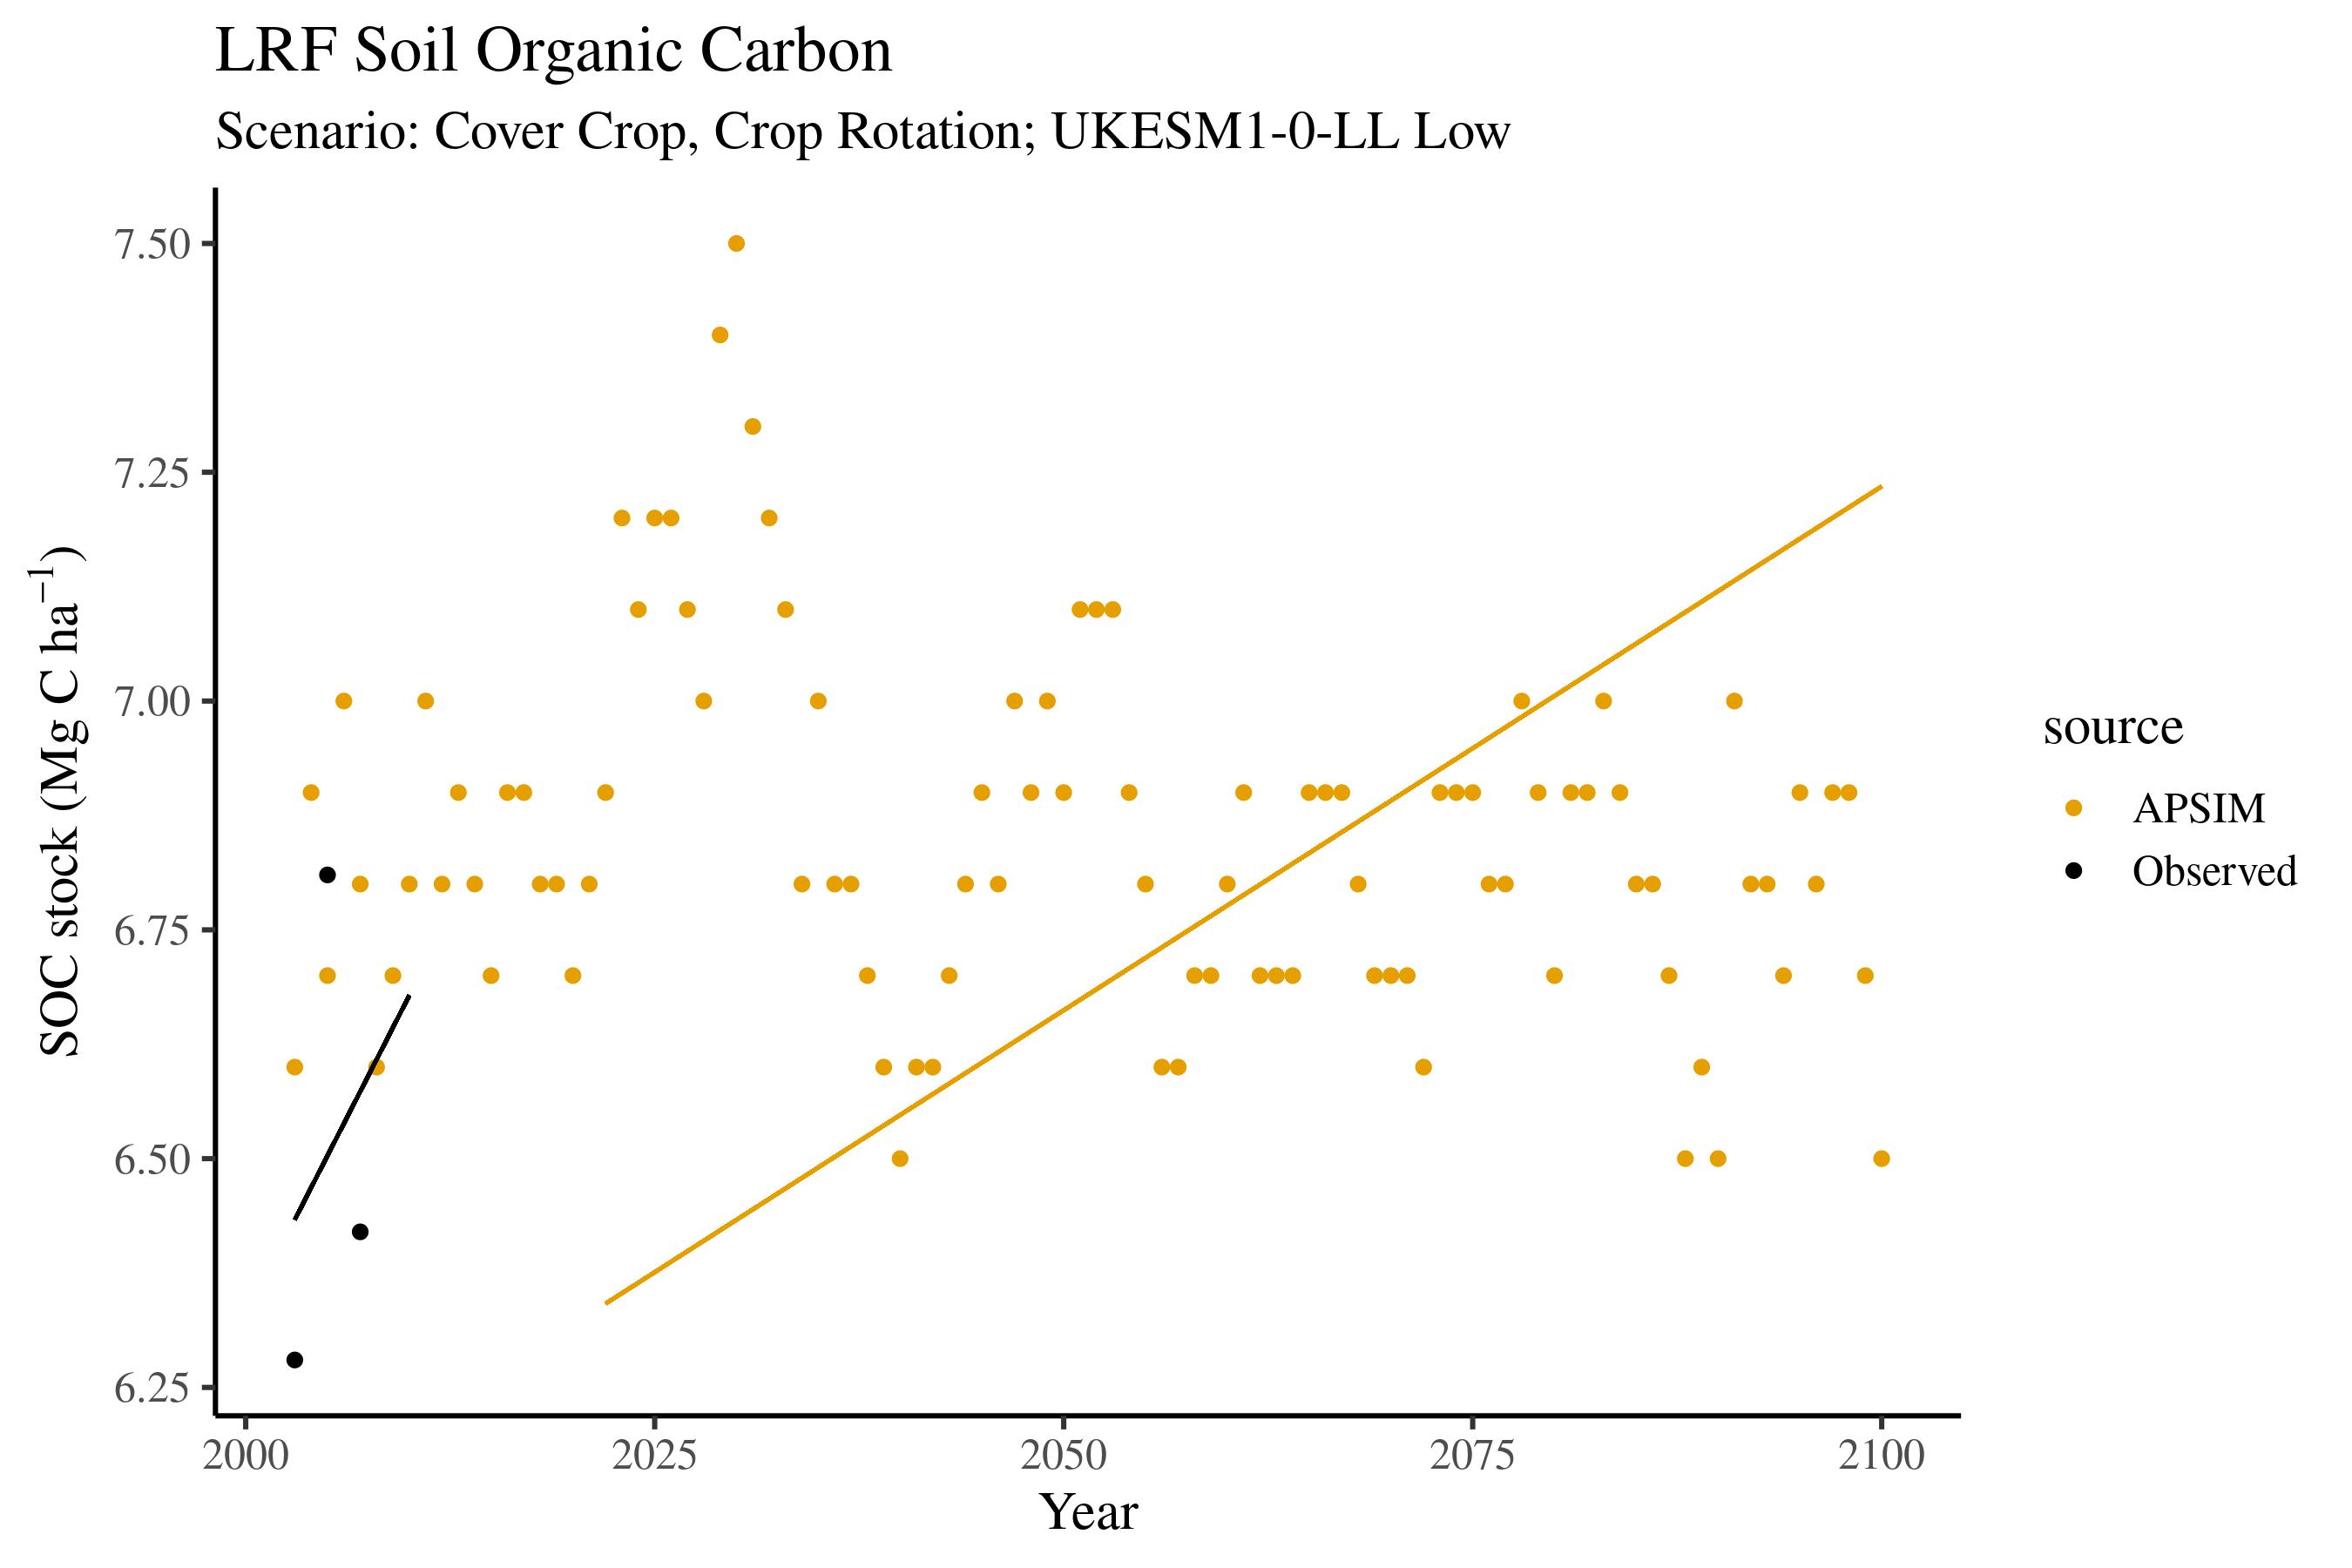 LRF Soil Organic Carbon
Scenario: Cover Crop, Crop Rotation; UKESM1-0-LL Low
7.50
7.25
7.00
6.75
6.50
6.25
SOC stock (Mg C ha⁻¹)
2000 2025 2050 2075 2100
Year
source
APSIM
Observed